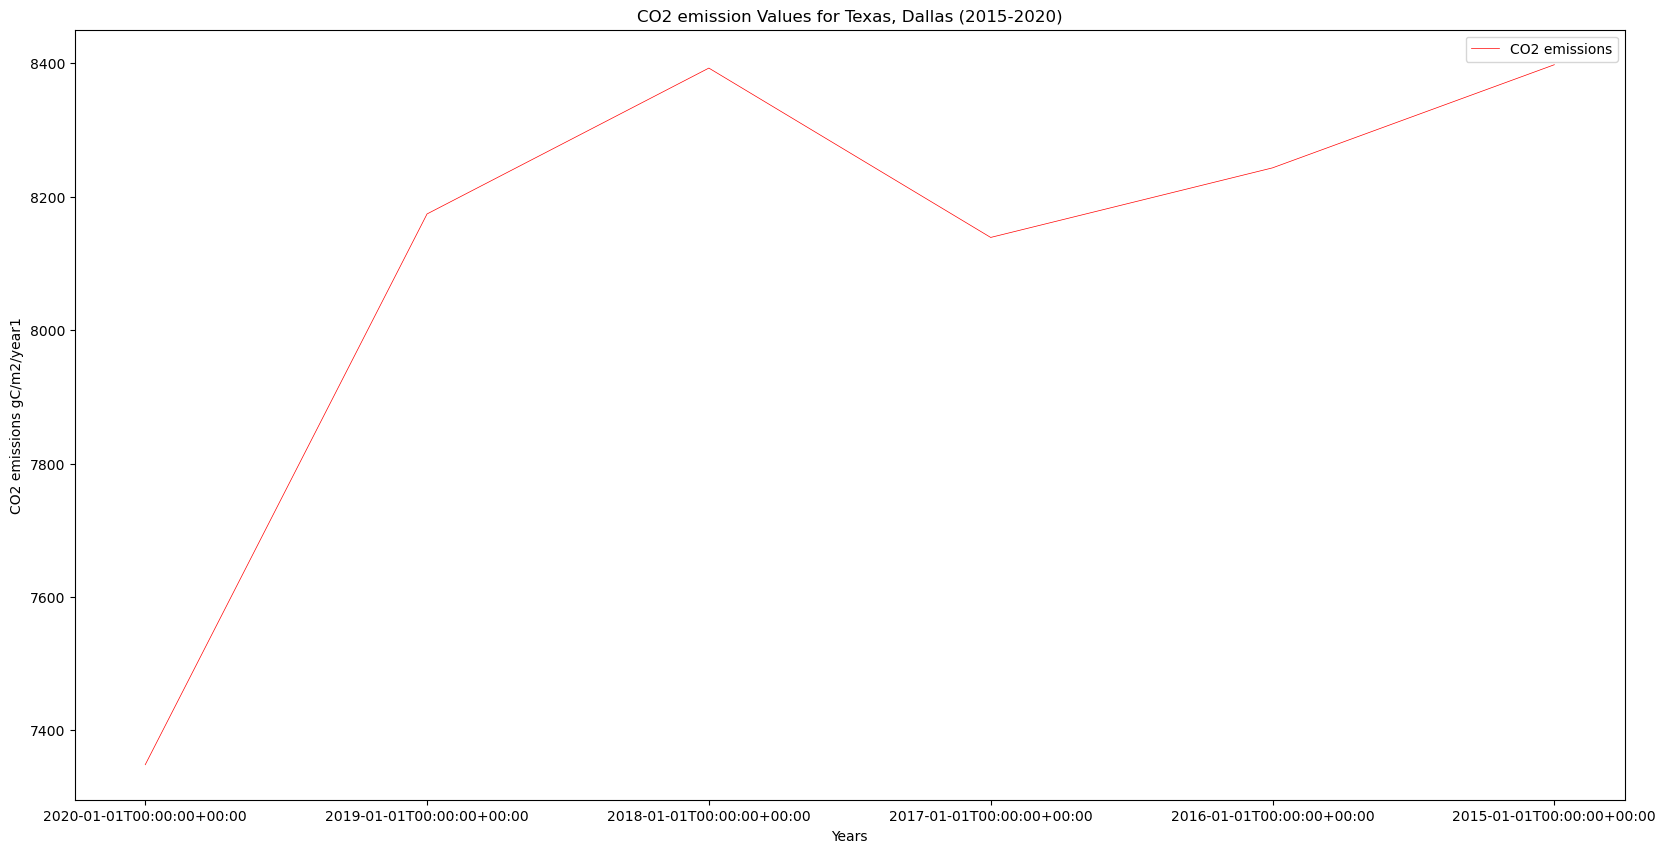 CO2 emission Values for Texas, Dallas (2015-2020)
CO2 emissions
8400
8200
8000
7800
7600
7400
CO2 emissions gC/m2/year1
2020-01-01T00:00:00+00:00
2019-01-01T00:00:00+00:00
2018-01-01T00:00:00+00:00
2017-01-01T00:00:00+00:00
2016-01-01T00:00:00+00:00
2015-01-01T00:00:00+00:00
Years